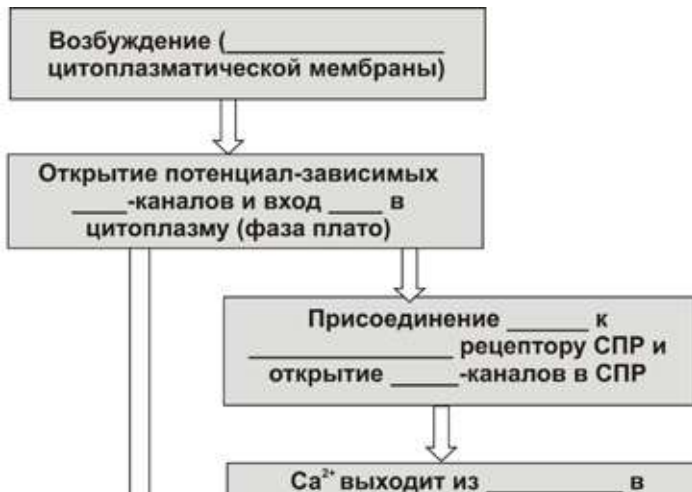 Возбуждение (________________
цитоплазматической мембраны)
Открытие потенциал-зависимых
____-каналов и вход ____ в
цитоплазму (фаза плато)
Присоединение ______ к
_______________ рецептору СПР и
открытие _____-каналов в СПР
Ca²⁺ выходит из __________ в